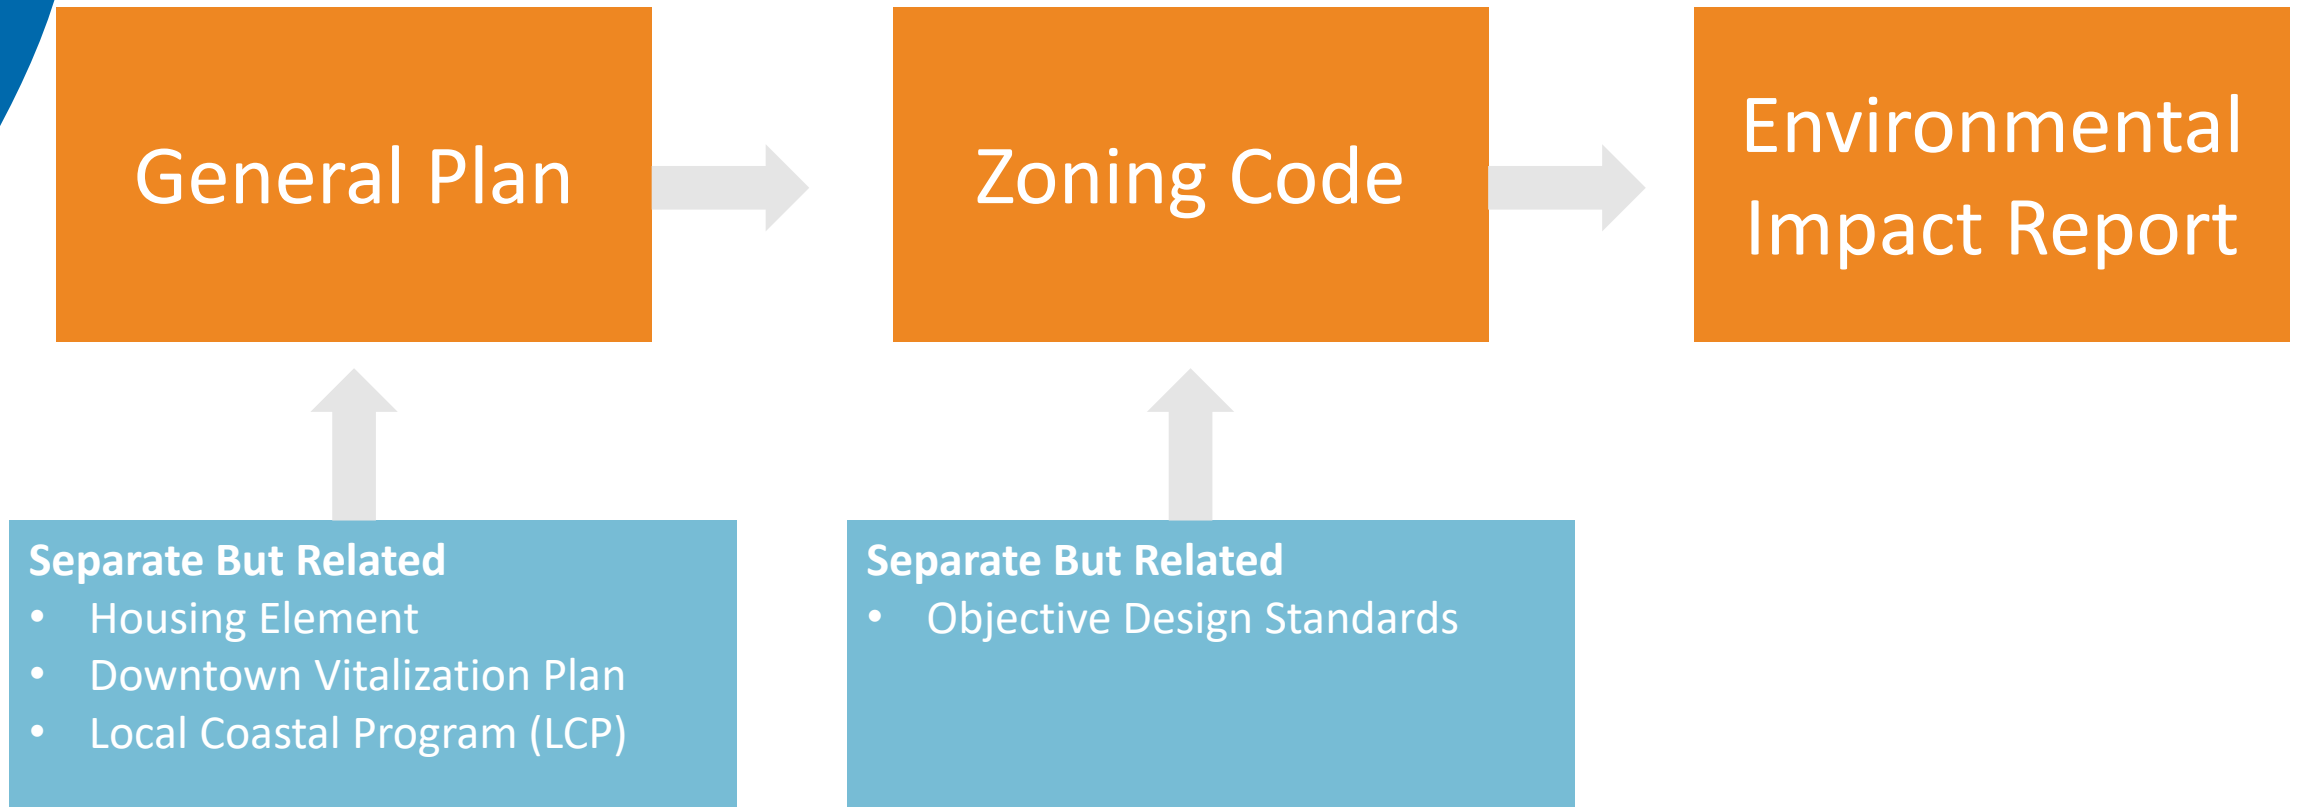 General Plan
Zoning Code
Environmental
Impact Report
Separate But Related
• Housing Element
• Downtown Vitalization Plan
• Local Coastal Program (LCP)
Separate But Related
• Objective Design Standards